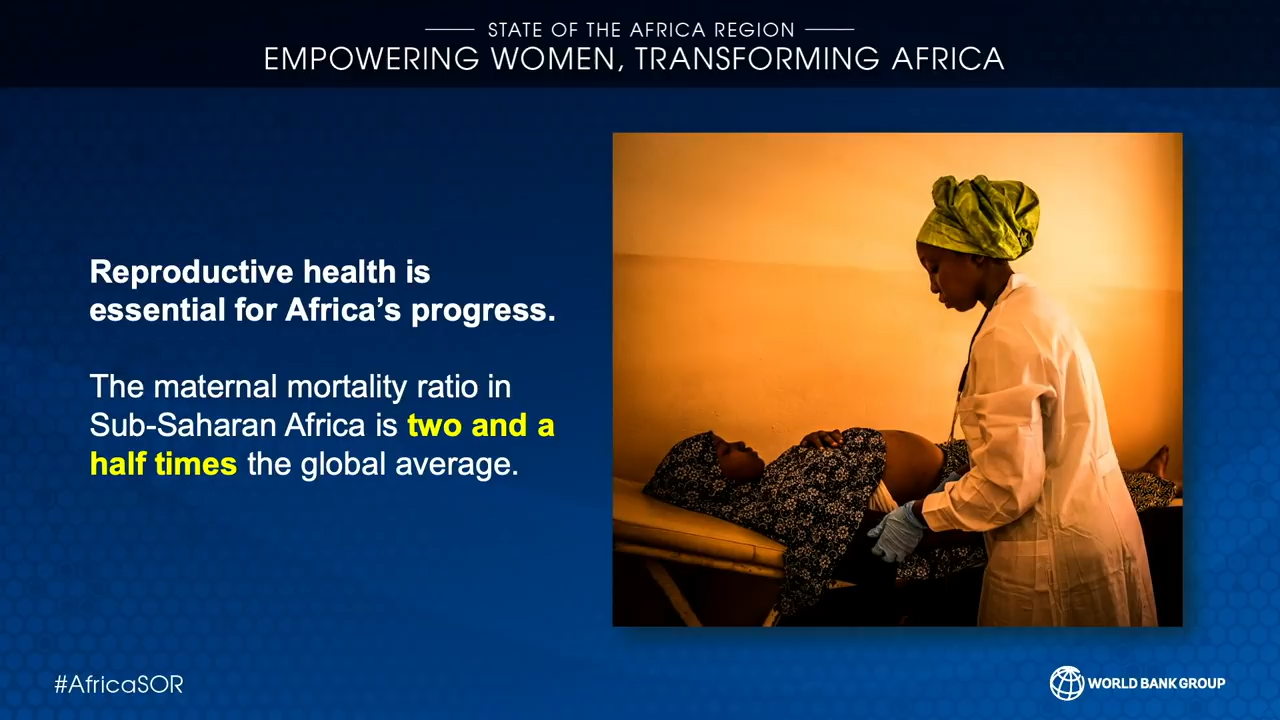 STATE OF THE AFRICA REGION
EMPOWERING WOMEN, TRANSFORMING AFRICA
Reproductive health is
essential for Africa’s progress.
The maternal mortality ratio in
Sub-Saharan Africa is two and a
half times the global average.
#AfricaSOR
WORLD BANK GROUP